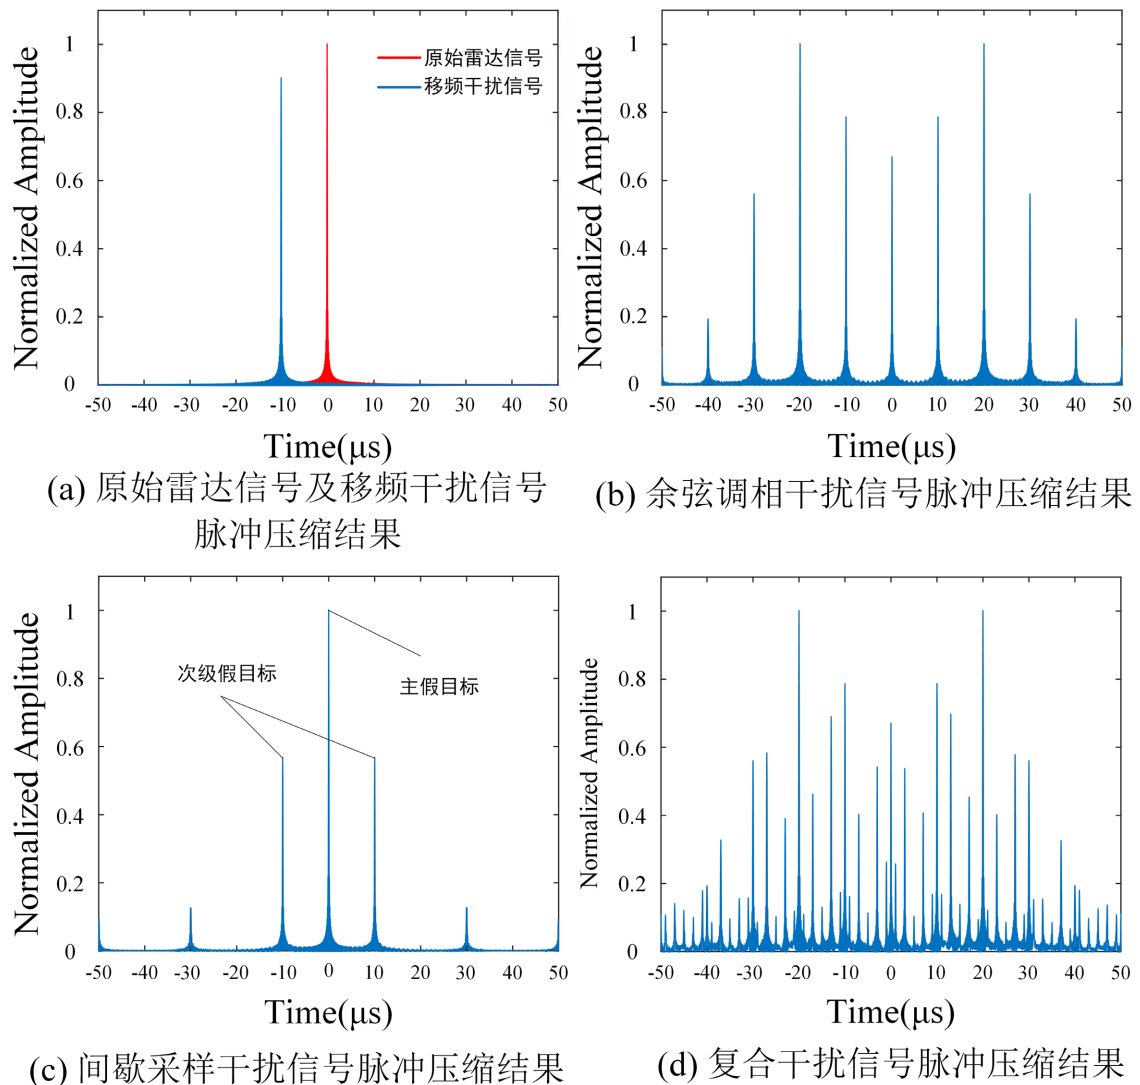 Normalized Amplitude
1
0.8
0.6
0.4
0.2
0
-50 -40 -30 -20 -10 0 10 20 30 40 50
原始雷达信号
移频干扰信号
Time(μs)
(a) 原始雷达信号及移频干扰信号
脉冲压缩结果
Normalized Amplitude
1
0.8
0.6
0.4
0.2
0
-50 -40 -30 -20 -10 0 10 20 30 40 50
Time(μs)
(b) 余弦调相干扰信号脉冲压缩结果
Normalized Amplitude
1
0.8
0.6
0.4
0.2
0
-50 -40 -30 -20 -10 0 10 20 30 40 50
次级假目标
主假目标
Time(μs)
(c) 间歇采样干扰信号脉冲压缩结果
Normalized Amplitude
1
0.8
0.6
0.4
0.2
0
-50 -40 -30 -20 -10 0 10 20 30 40 50
Time(μs)
(d) 复合干扰信号脉冲压缩结果